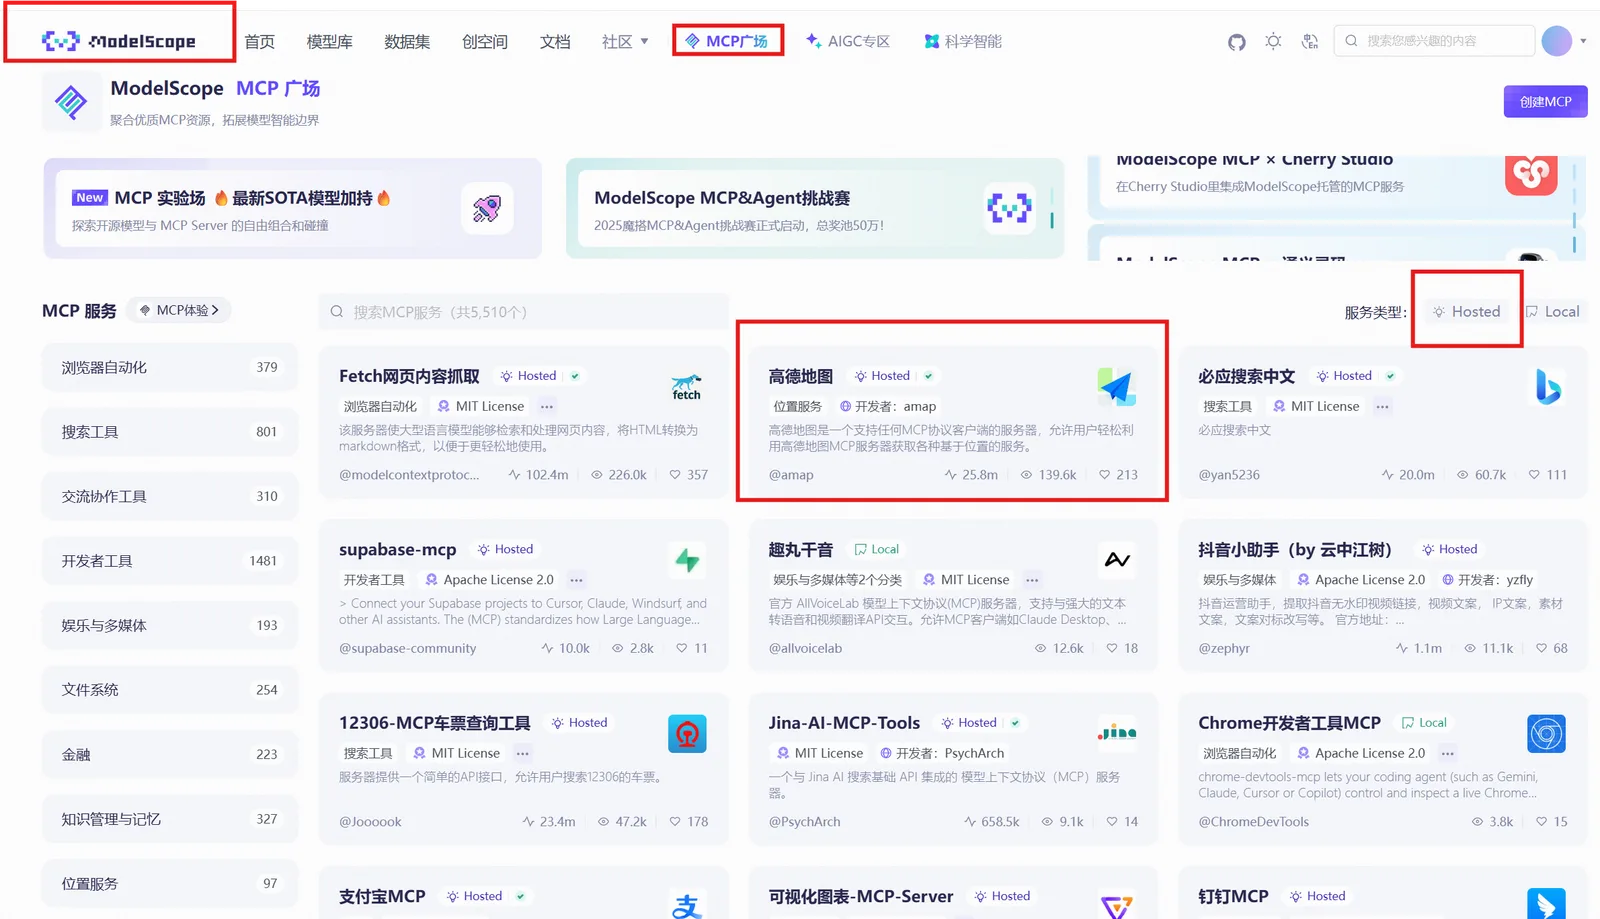 ModelScope 首页 模型库 数据集 创空间 文档 社区 MCP广场 AIGC专区 科学智能 搜索您感兴趣的内容
ModelScope MCP 广场
聚合优质MCP资源，拓展模型智能边界
创建MCP
New MCP 实验场 🔥最新SOTA模型加持🔥
探索开源模型与 MCP Server 的自由组合和碰撞
ModelScope MCP&Agent挑战赛
2025魔搭MCP&Agent挑战赛正式启动，总奖池50万！
ModelScope MCP × Cherry Studio
在Cherry Studio里集成ModelScope托管的MCP服务
MCP 服务 MCP体验
搜索MCP服务（共5,510个）
服务类型： Hosted Local
浏览器自动化 379
搜索工具 801
交流协作工具 310
开发者工具 1481
娱乐与多媒体 193
文件系统 254
金融 223
知识管理与记忆 327
位置服务 97
Fetch网页内容抓取 Hosted
fetch
浏览器自动化 MIT License ...
该服务器使大型语言模型能够检索和处理网页内容，将HTML转换为
markdown格式，以便于更轻松地使用。
@modelcontextprotoc... 102.4m 226.0k 357
高德地图 Hosted
位置服务 开发者：amap
高德地图是一个支持任何MCP协议客户端的服务器，允许用户轻松利
用高德地图MCP服务器获取各种基于位置的服务。
@amap 25.8m 139.6k 213
必应搜索中文 Hosted
搜索工具 MIT License ...
必应搜索中文
@yan5236 20.0m 60.7k 111
supabase-mcp Hosted
开发者工具 Apache License 2.0 ...
> Connect your Supabase projects to Cursor, Claude, Windsurf, and
other AI assistants. The (MCP) standardizes how Large Language...
@supabase-community 10.0k 2.8k 11
趣丸千音 Local
娱乐与多媒体等2个分类 MIT License ...
官方 AllVoiceLab 模型上下文协议(MCP)服务器，支持与强大的文本
转语音和视频翻译API交互。允许MCP客户端如Claude Desktop、...
@allvoicelab 12.6k 18
抖音小助手（by 云中江树） Hosted
娱乐与多媒体 Apache License 2.0 开发者：yzfly
抖音运营助手，提取抖音无水印视频链接，视频文案， IP文案，素材
文案，文案对标改写等。 官方地址：...
@zephyr 1.1m 11.1k 68
12306-MCP车票查询工具 Hosted
搜索工具 MIT License ...
服务器提供一个简单的API接口，允许用户搜索12306的车票。
@Joooook 23.4m 47.2k 178
Jina-AI-MCP-Tools Hosted
Jina
MIT License 开发者：PsychArch
一个与 Jina AI 搜索基础 API 集成的 模型上下文协议（MCP）服务
器。
@PsychArch 658.5k 9.1k 14
Chrome开发者工具MCP Local
浏览器自动化 Apache License 2.0 ...
chrome-devtools-mcp lets your coding agent (such as Gemini,
Claude, Cursor or Copilot) control and inspect a live Chrome...
@ChromeDevTools 3.8k 15
支付宝MCP Hosted
支
可视化图表-MCP-Server Hosted
钉钉MCP Hosted